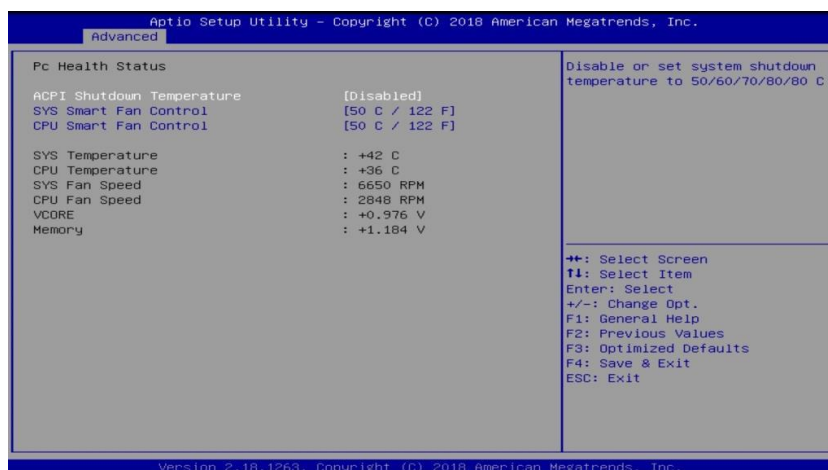 Aptio Setup Utility – Copyright (C) 2018 American Megatrends, Inc.
Advanced
Pc Health Status
ACPI Shutdown Temperature [Disabled]
SYS Smart Fan Control [50 C / 122 F]
CPU Smart Fan Control [50 C / 122 F]
SYS Temperature : +42 C
CPU Temperature : +36 C
SYS Fan Speed : 6650 RPM
CPU Fan Speed : 2848 RPM
VCORE : +0.976 V
Memory : +1.184 V
Disable or set system shutdown
temperature to 50/60/70/80/80 C
→←: Select Screen
↑↓: Select Item
Enter: Select
+/-: Change Opt.
F1: General Help
F2: Previous Values
F3: Optimized Defaults
F4: Save & Exit
ESC: Exit
Version 2.18.1263. Copyright (C) 2018 American Megatrends, Inc.